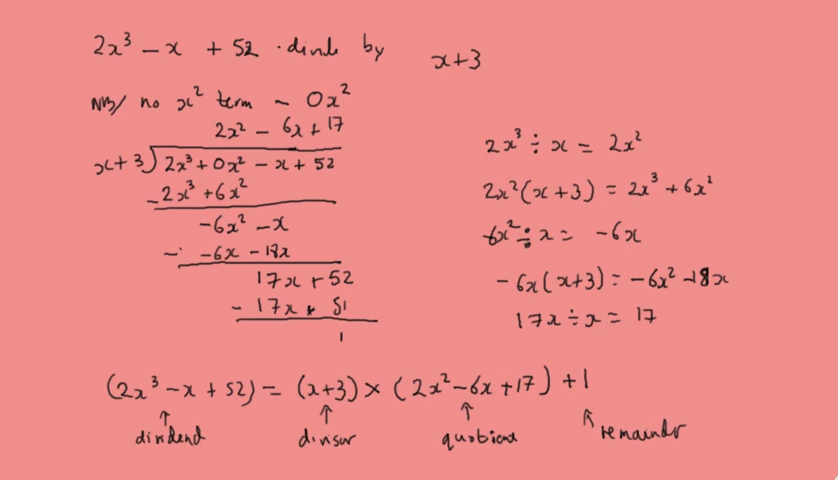 2x³ - x + 52 · divide by x+3
NB/ no x² term ~ 0x²
2x² - 6x + 17
x+3)2x³ + 0x² - x + 52
- 2x³ + 6x²
-6x² - x
- -6x - 18x
17x + 52
- 17x + 51
1
2x³ ÷ x = 2x²
2x²(x+3) = 2x³ + 6x²
-6x² ÷ x = -6x
-6x(x+3) = -6x² - 18x
17x ÷ x = 17
(2x³ - x + 52) = (x+3) × (2x² - 6x + 17) + 1
↑ ↑ ↑ ↑
dividend divisor quotient remainder